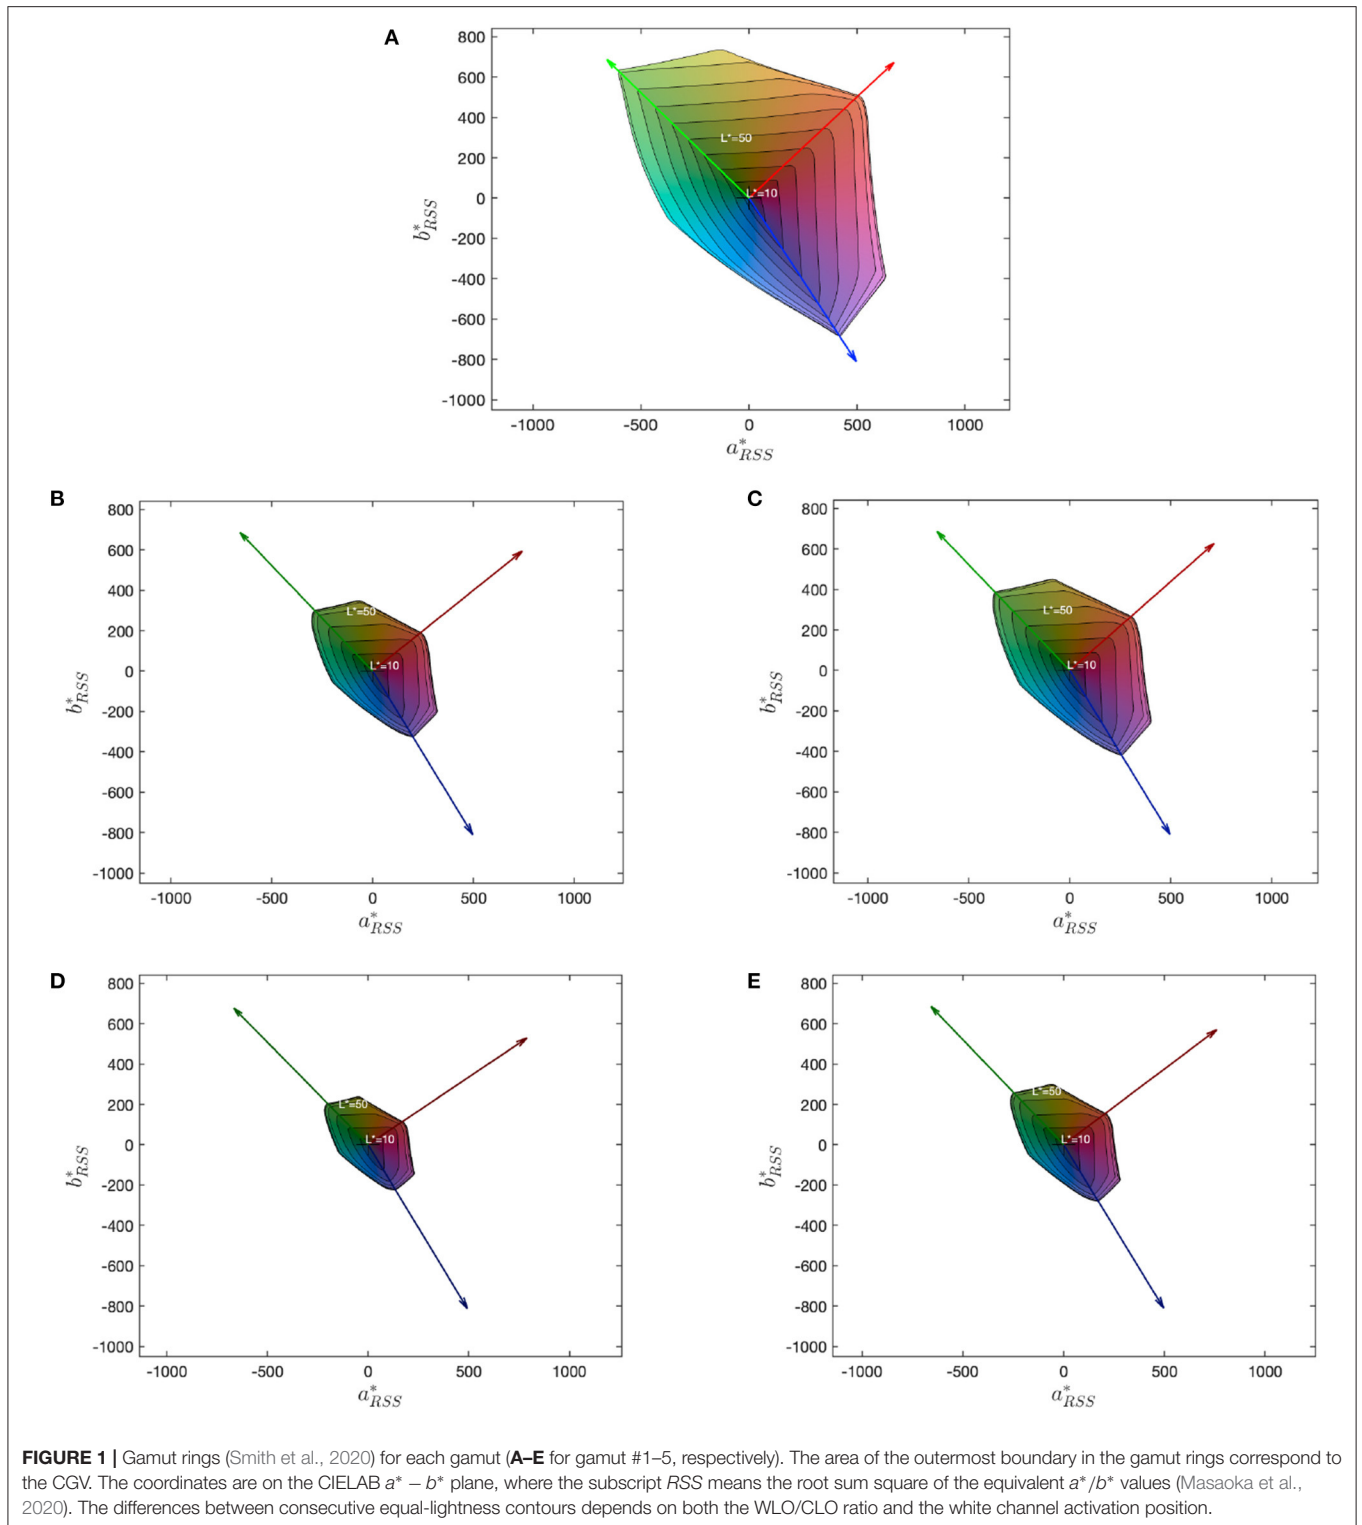 A
800
600
400
200
0
-200
-400
-600
-800
-1000
b*RSS
L*=50
L*=10
-1000 -500 0 500 1000
a*RSS
B
800
600
400
200
0
-200
-400
-600
-800
-1000
b*RSS
L*=50
L*=10
-1000 -500 0 500 1000
a*RSS
C
800
600
400
200
0
-200
-400
-600
-800
-1000
b*RSS
L*=50
L*=10
-1000 -500 0 500 1000
a*RSS
D
800
600
400
200
0
-200
-400
-600
-800
-1000
b*RSS
L*=50
L*=10
-1000 -500 0 500 1000
a*RSS
E
800
600
400
200
0
-200
-400
-600
-800
-1000
b*RSS
L*=50
L*=10
-1000 -500 0 500 1000
a*RSS
FIGURE 1 | Gamut rings (Smith et al., 2020) for each gamut (A–E for gamut #1–5, respectively). The area of the outermost boundary in the gamut rings correspond to
the CGV. The coordinates are on the CIELAB a* − b* plane, where the subscript RSS means the root sum square of the equivalent a*/b* values (Masaoka et al.,
2020). The differences between consecutive equal-lightness contours depends on both the WLO/CLO ratio and the white channel activation position.